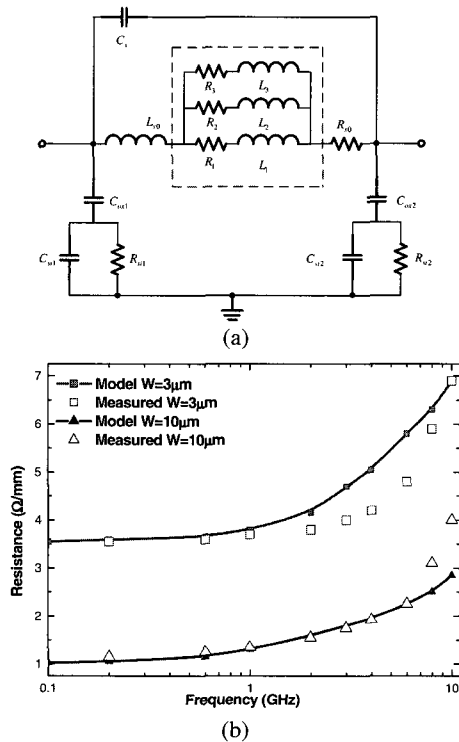 C_s
R_3 L_3
L_s0
R_2 L_2
R_s0
R_1 L_1
C_ox1
C_ox2
C_si1
R_si1
C_si2
R_si2
(a)
7
6
5
4
3
2
1
Model W=3μm
Measured W=3μm
Model W=10μm
Measured W=10μm
Resistance (Ω/mm)
0.1
1
10
Frequency (GHz)
(b)